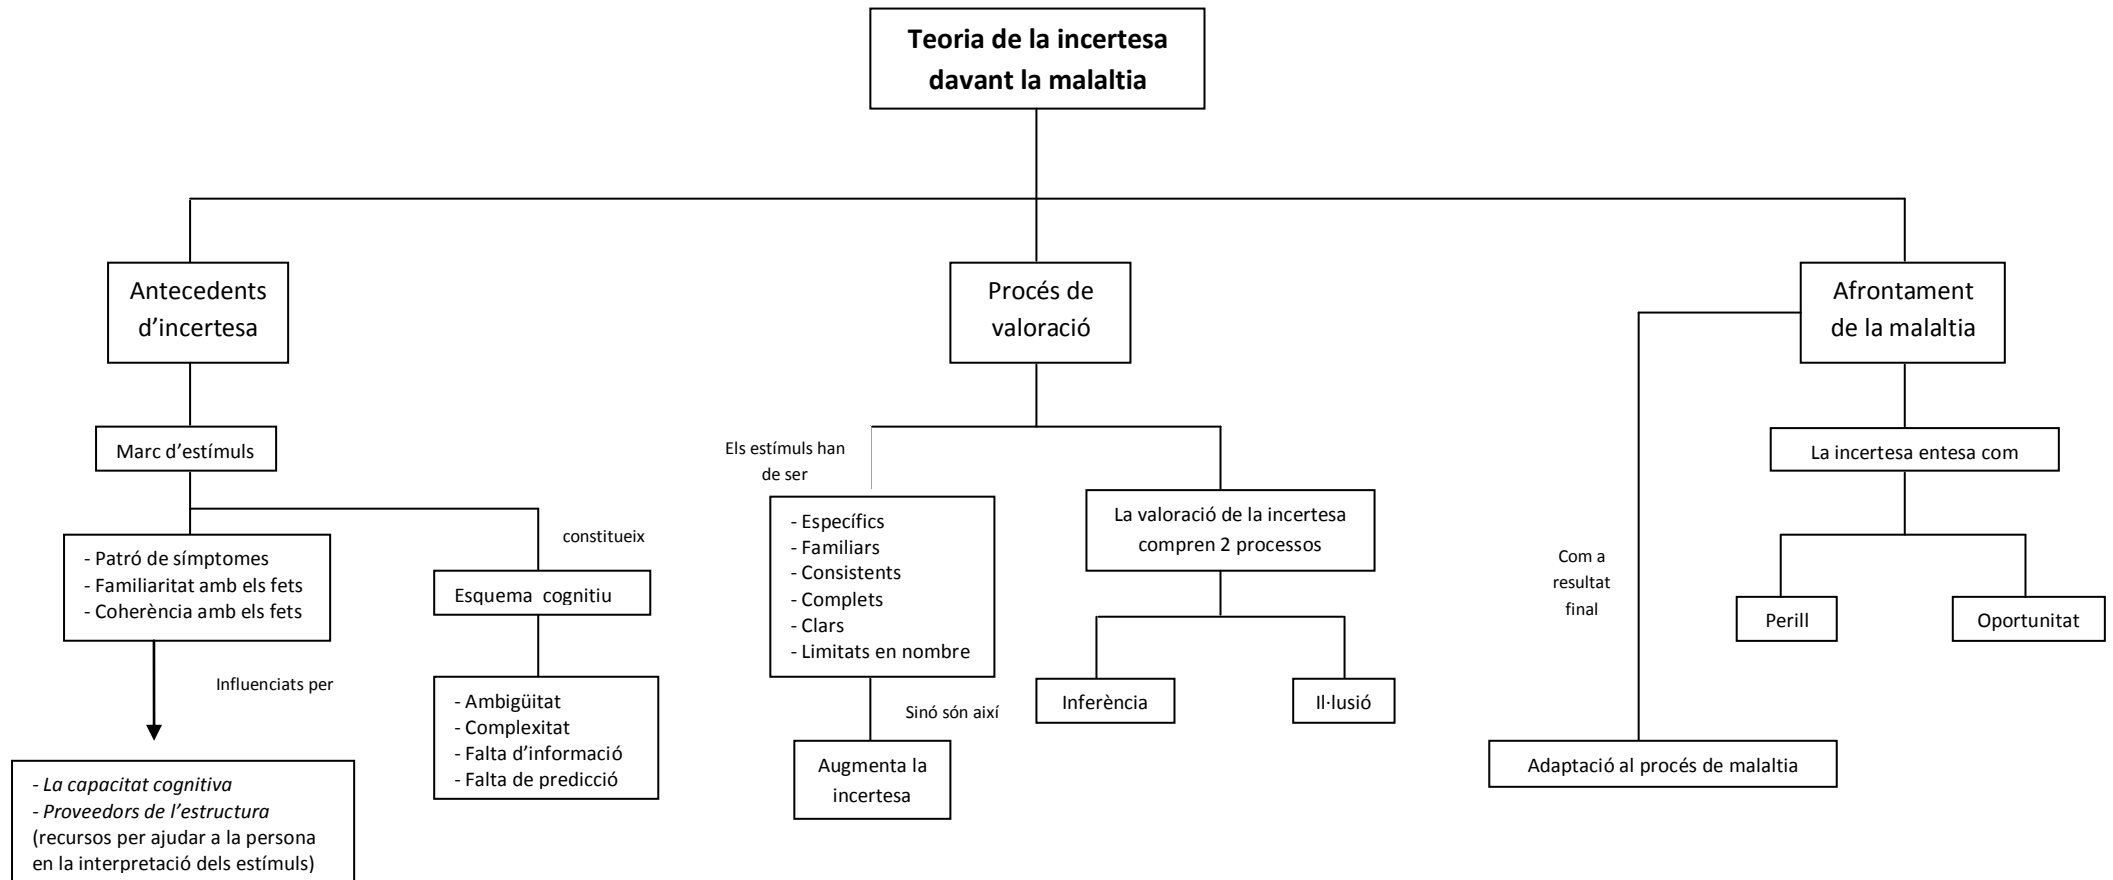 Teoria de la incertesa
davant la malaltia
Antecedents
d’incertesa
Procés de
valoració
Afrontament
de la malaltia
Marc d’estímuls
Els estímuls han
de ser
La incertesa entesa com
- Patró de símptomes
- Familiaritat amb els fets
- Coherència amb els fets
constitueix
Esquema cognitiu
- Específics
- Familiars
- Consistents
- Complets
- Clars
- Limitats en nombre
La valoració de la incertesa
compren 2 processos
Com a
resultat
final
Perill
Oportunitat
Influenciats per
- Ambigüitat
- Complexitat
- Falta d’informació
- Falta de predicció
Sinó són així
Inferència
Il·lusió
Augmenta la
incertesa
Adaptació al procés de malaltia
- La capacitat cognitiva
- Proveedors de l’estructura
(recursos per ajudar a la persona
en la interpretació dels estímuls)